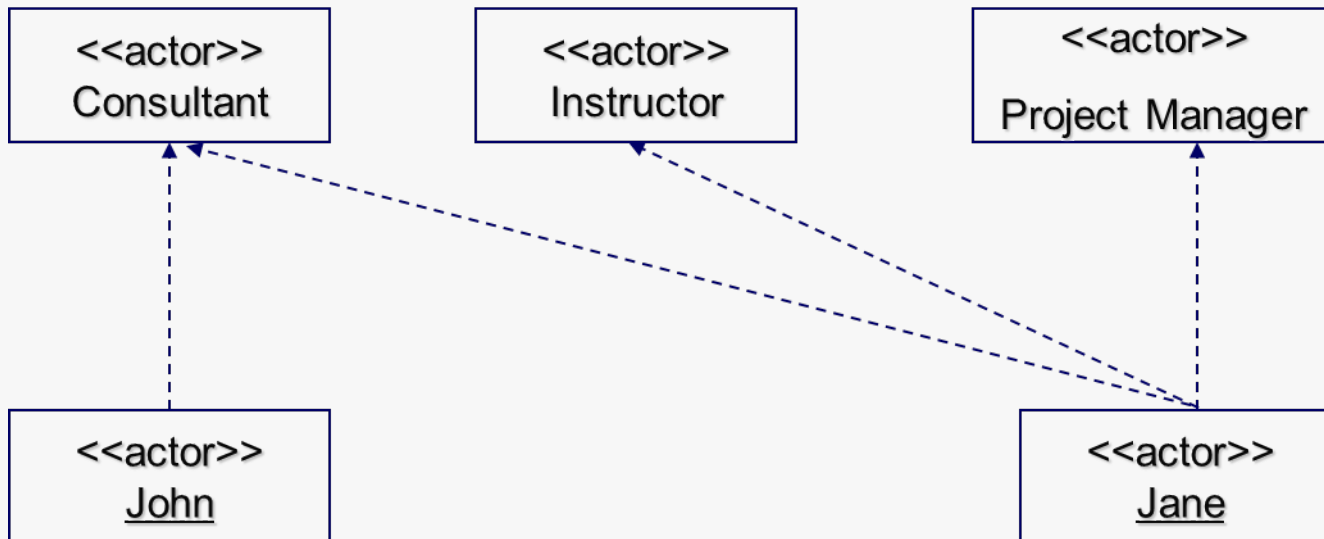 <<actor>>
Consultant
<<actor>>
Instructor
<<actor>>
Project Manager
<<actor>>
John
<<actor>>
Jane